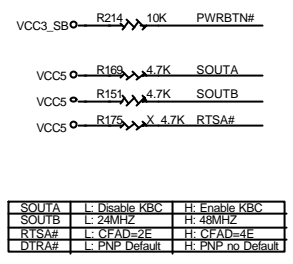 VCC3_SB R214 10K PWRBTN#
VCC5 R169 4.7K SOUTA
VCC5 R151 4.7K SOUTB
VCC5 R175 X_4.7K RTSA#
SOUTA L: Disable KBC H: Enable KBC
SOUTB L: 24MHZ H: 48MHZ
RTSA# L: CFAD=2E H: CFAD=4E
DTRA# L: PNP Default H: PNP no Default